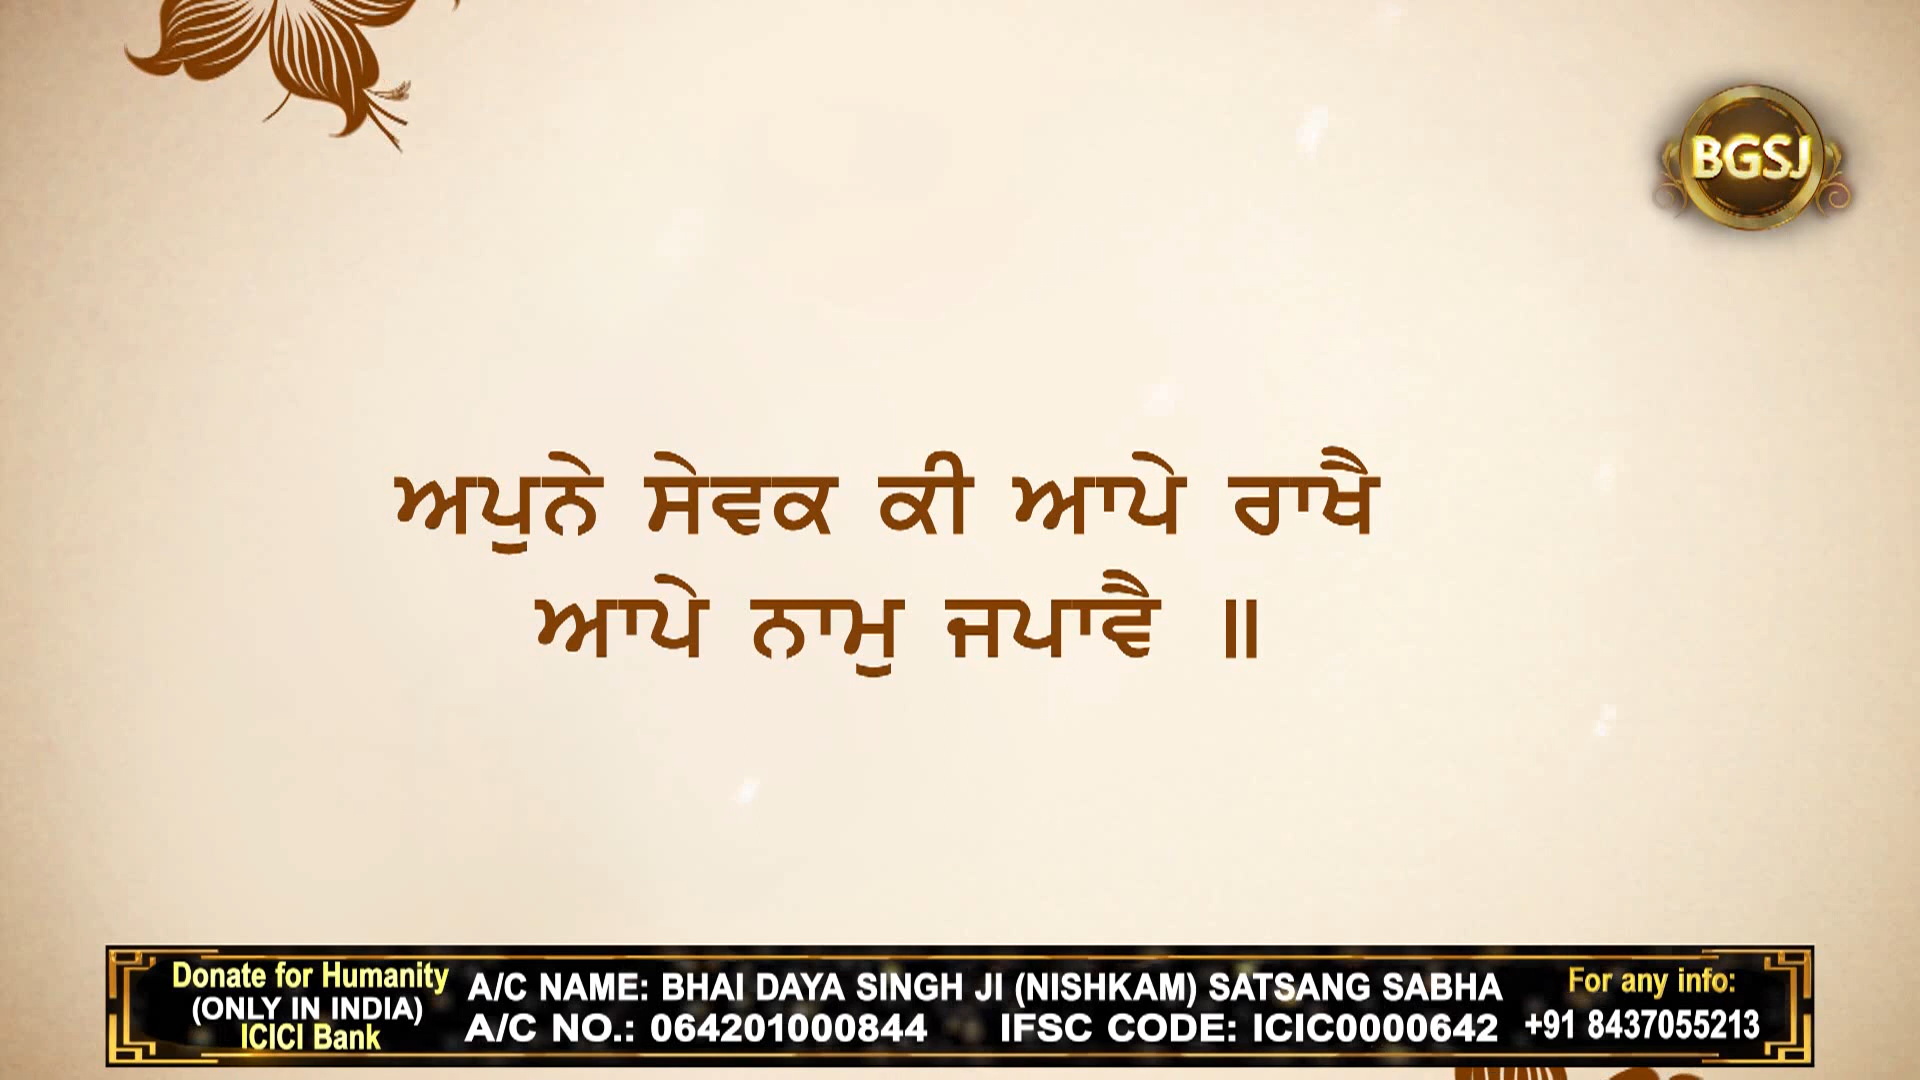 BGSJ
ਅਪੁਨੇ ਸੇਵਕ ਕੀ ਆਪੇ ਰਾਖੈ
ਆਪੇ ਨਾਮੁ ਜਪਾਵੈ ॥
Donate for Humanity
(ONLY IN INDIA)
ICICI Bank
A/C NAME: BHAI DAYA SINGH JI (NISHKAM) SATSANG SABHA
A/C NO.: 064201000844 IFSC CODE: ICIC0000642
For any info:
+91 8437055213